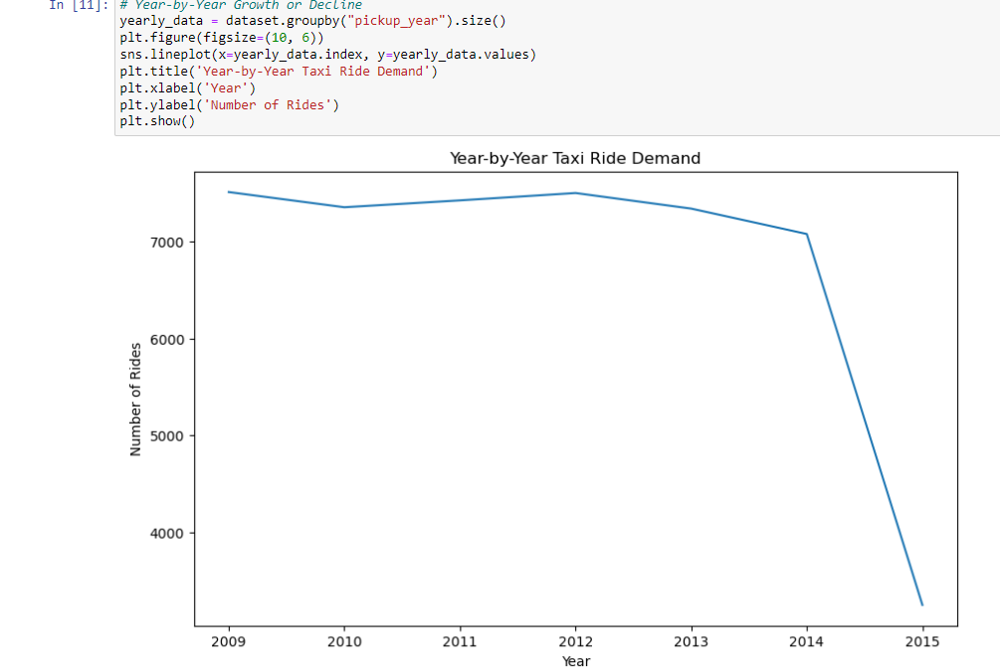 In [11]: # Year-by-Year Growth or Decline
yearly_data = dataset.groupby("pickup_year").size()
plt.figure(figsize=(10, 6))
sns.lineplot(x=yearly_data.index, y=yearly_data.values)
plt.title('Year-by-Year Taxi Ride Demand')
plt.xlabel('Year')
plt.ylabel('Number of Rides')
plt.show()
Year-by-Year Taxi Ride Demand
Number of Rides
7000
6000
5000
4000
2009 2010 2011 2012 2013 2014 2015
Year